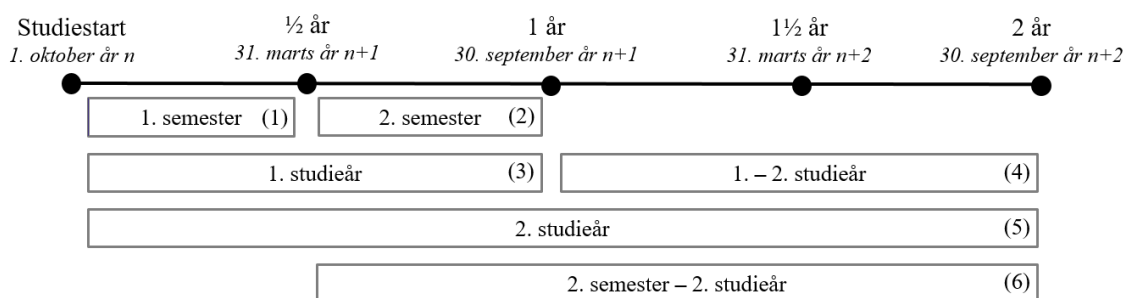 Studiestart ½ år 1 år 1½ år 2 år
1. oktober år n 31. marts år n+1 30. september år n+1 31. marts år n+2 30. september år n+2
1. semester (1) 2. semester (2)
1. studieår (3) 1. – 2. studieår (4)
2. studieår (5)
2. semester – 2. studieår (6)